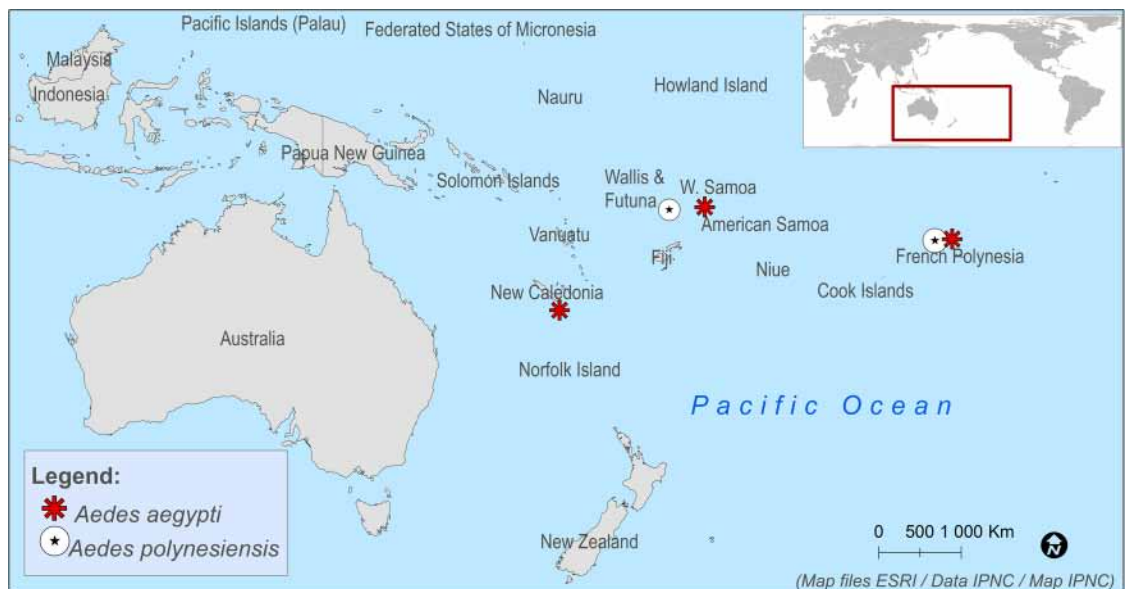 Pacific Islands (Palau)
Federated States of Micronesia
Malaysia
Indonesia
Nauru
Howland Island
Papua New Guinea
Solomon Islands
Wallis &
Futuna
W. Samoa
American Samoa
Vanuatu
Fiji
Niue
French Polynesia
Cook Islands
New Caledonia
Australia
Norfolk Island
Pacific Ocean
New Zealand
Legend:
Aedes aegypti
Aedes polynesiensis
0 500 1 000 Km
N
(Map files ESRI / Data IPNC / Map IPNC)